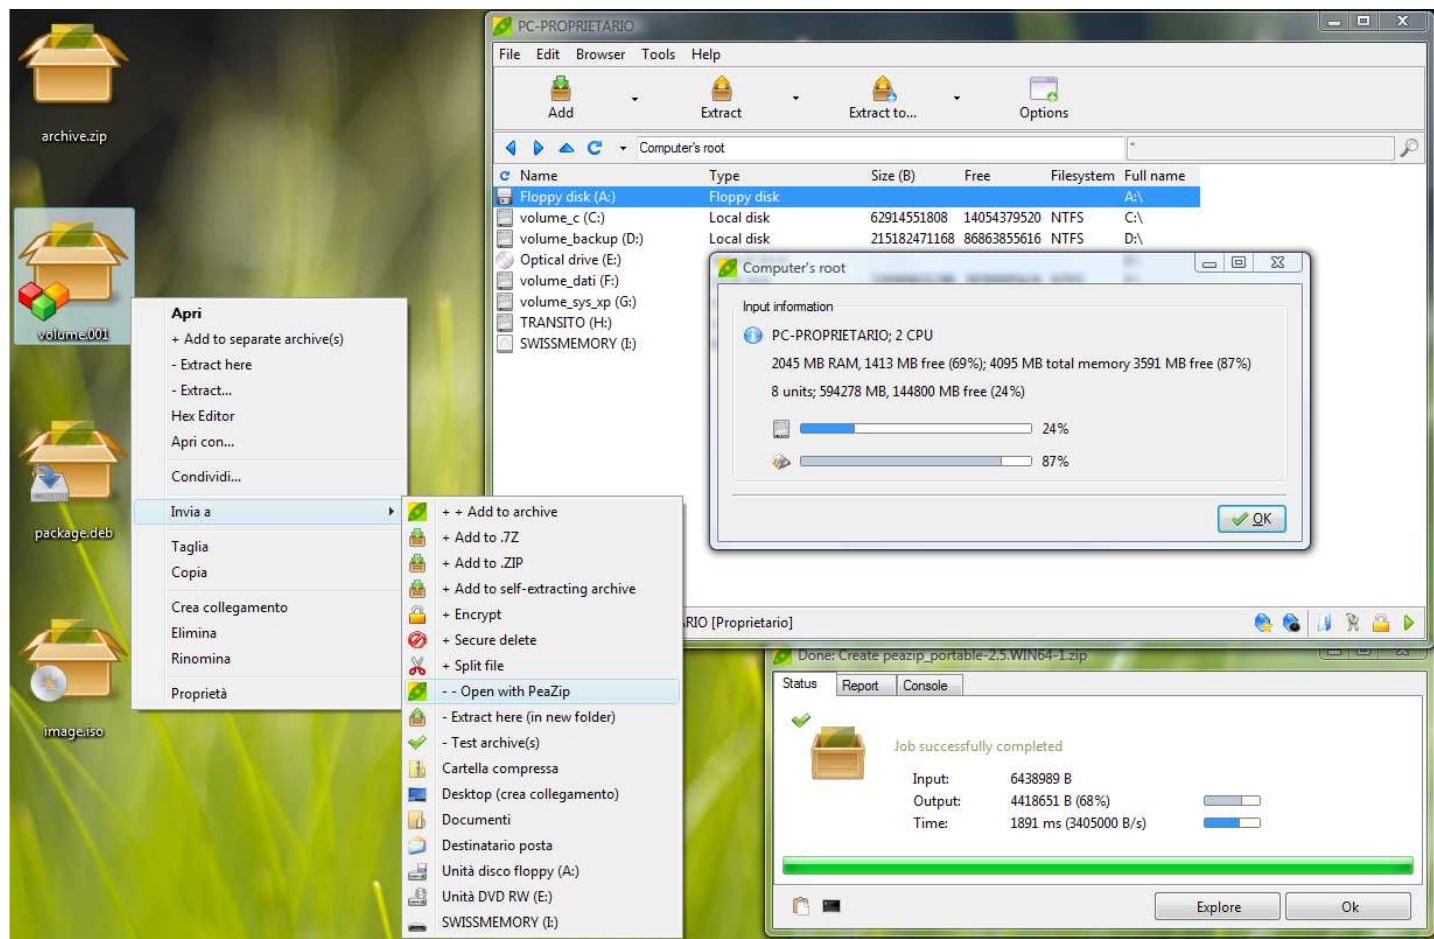 archive.zip
volume.001
package.deb
image.iso
Apri
+ Add to separate archive(s)
- Extract here
- Extract...
Hex Editor
Apri con...
Condividi...
Invia a
Taglia
Copia
Crea collegamento
Elimina
Rinomina
Proprietà
+ + Add to archive
+ Add to .7Z
+ Add to .ZIP
+ Add to self-extracting archive
+ Encrypt
+ Secure delete
+ Split file
- - Open with PeaZip
- Extract here (in new folder)
- Test archive(s)
Cartella compressa
Desktop (crea collegamento)
Documenti
Destinatario posta
Unità disco floppy (A:)
Unità DVD RW (E:)
SWISSMEMORY (I:)
PC-PROPRIETARIO
File Edit Browser Tools Help
Add Extract Extract to... Options
Computer's root *
Name Type Size (B) Free Filesystem Full name
Floppy disk (A:) Floppy disk A:\
volume_c (C:) Local disk 62914551808 14054379520 NTFS C:\
volume_backup (D:) Local disk 215182471168 86863855616 NTFS D:\
Optical drive (E:)
volume_dati (F:)
volume_sys_xp (G:)
TRANSITO (H:)
SWISSMEMORY (I:)
Computer's root
Input information
PC-PROPRIETARIO; 2 CPU
2045 MB RAM, 1413 MB free (69%); 4095 MB total memory 3591 MB free (87%)
8 units; 594278 MB, 144800 MB free (24%)
24%
87%
OK
RIO [Proprietario]
Done: Create peazip_portable-2.5.WIN64-1.zip
Status Report Console
Job successfully completed
Input: 6438989 B
Output: 4418651 B (68%)
Time: 1891 ms (3405000 B/s)
Explore Ok